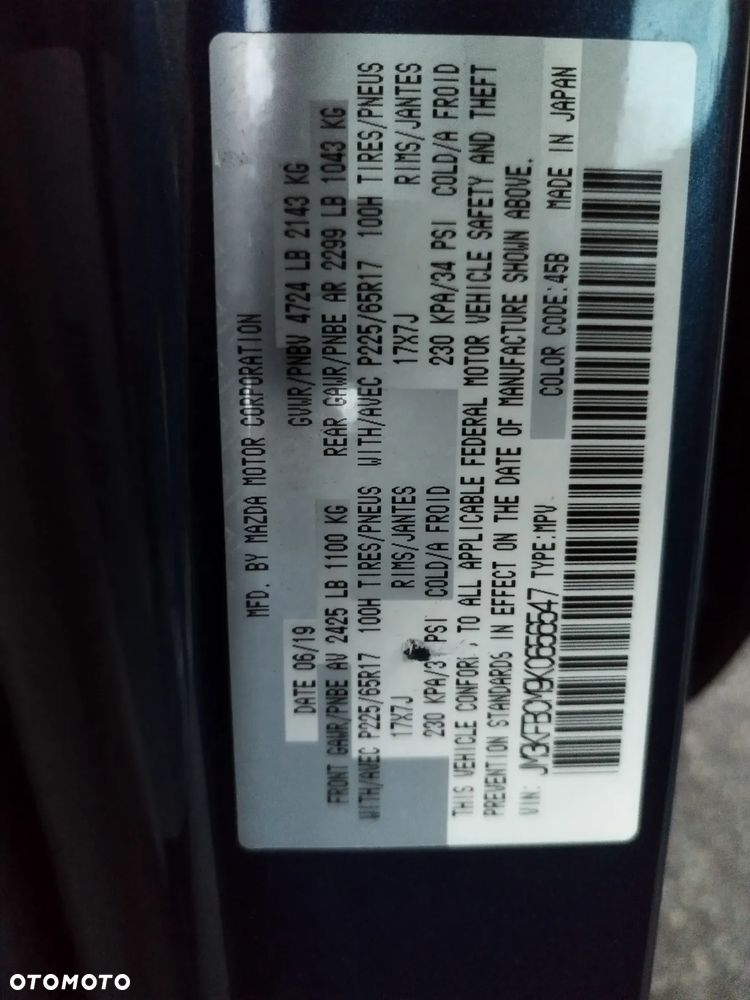 MFD. BY MAZDA MOTOR CORPORATION
DATE 06/19 GVWR/PNBV 4724 LB 2143 KG
FRONT GAWR/PNBE AV 2425 LB 1100 KG REAR GAWR/PNBE AR 2299 LB 1043 KG
WITH/AVEC P225/65R17 100H TIRES/PNEUS WITH/AVEC P225/65R17 100H TIRES/PNEUS
17X7J RIMS/JANTES 17X7J RIMS/JANTES
230 KPA/3 PSI COLD/A FROID 230 KPA/34 PSI COLD/A FROID
THIS VEHICLE CONFOR , TO ALL APPLICABLE FEDERAL MOTOR VEHICLE SAFETY AND THEFT
PREVENTION STANDARDS IN EFFECT ON THE DATE OF MANUFACTURE SHOWN ABOVE.
VIN: JM3KFBCM9K0656547 TYPE:MPV COLOR CODE:45B MADE IN JAPAN
OTOMOTO